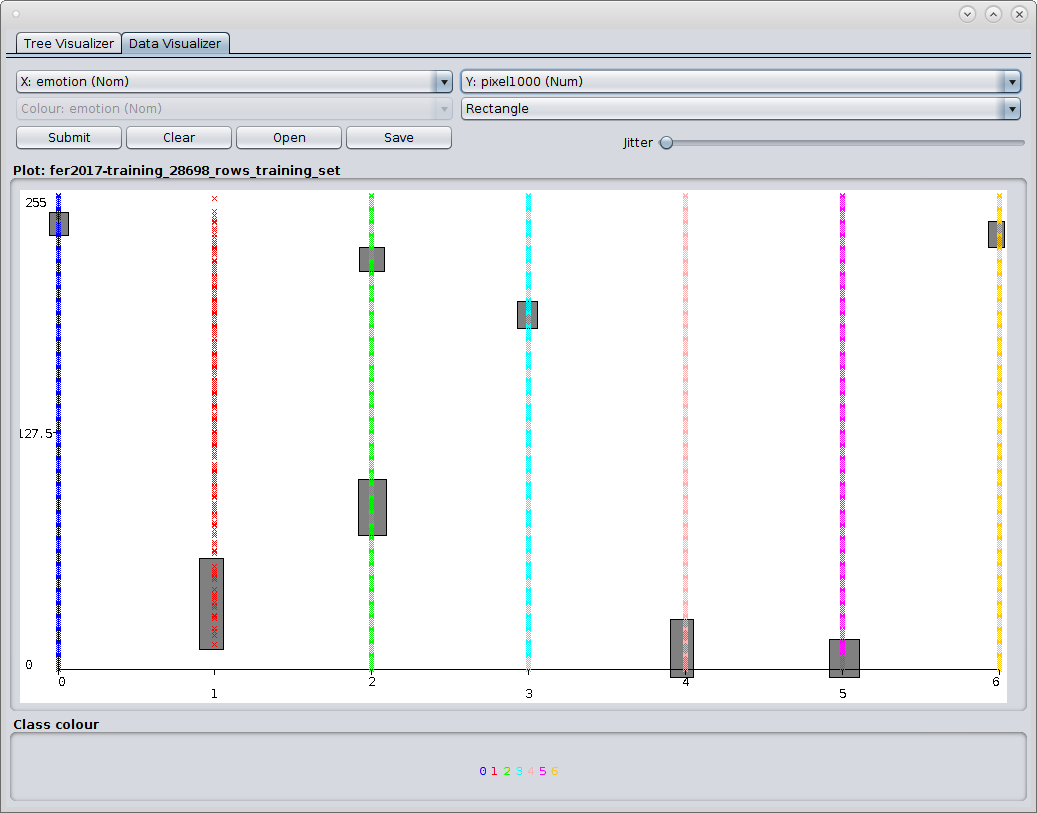 Tree Visualizer Data Visualizer
X: emotion (Nom) Y: pixel1000 (Num)
Colour: emotion (Nom) Rectangle
Submit Clear Open Save Jitter
Plot: fer2017-training_28698_rows_training_set
255
127.5
0
0 2 4 6
1 3 5
Class colour
0 1 2 3 4 5 6